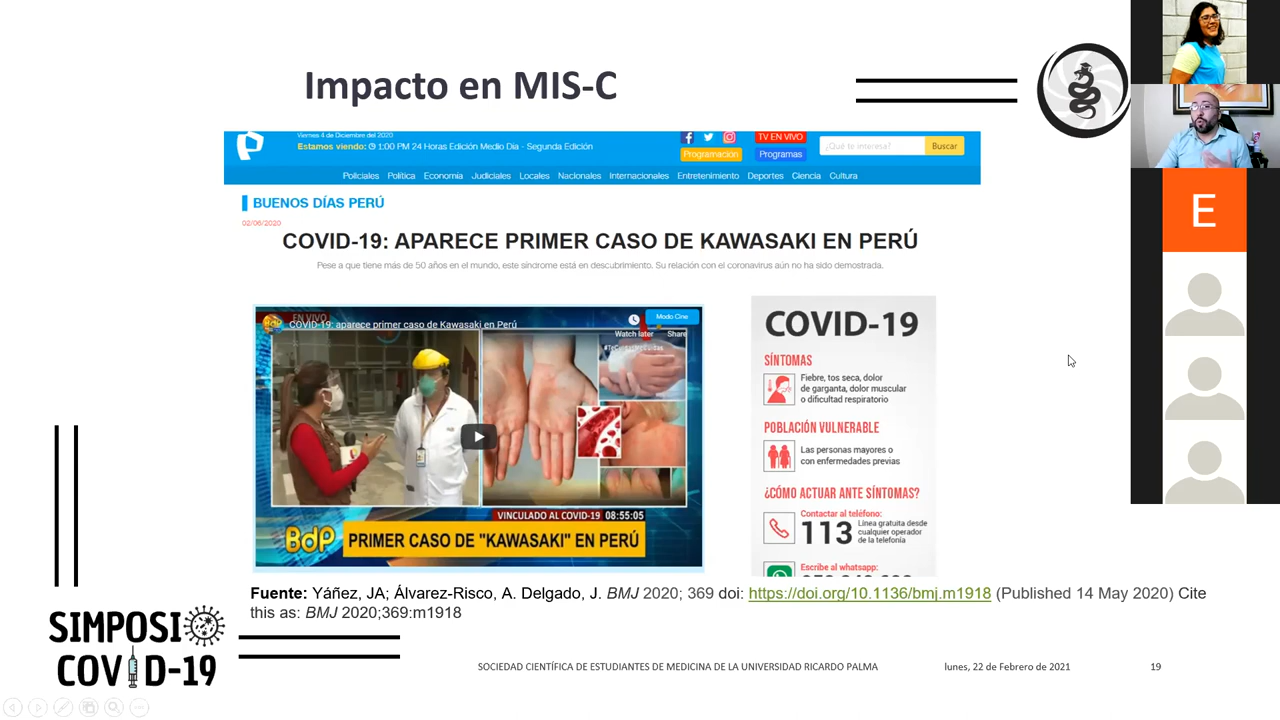 Impacto en MIS-C
Viernes 4 de Diciembre del 2020
Estamos viendo: 1:00 PM 24 Horas Edición Medio Día - Segunda Edición
TV EN VIVO
Programacion
Programas
¿Qué te interesa?
Buscar
Policiales Política Economía Judiciales Locales Nacionales Internacionales Entretenimiento Deportes Ciencia Cultura
BUENOS DÍAS PERÚ
02/06/2020
COVID-19: APARECE PRIMER CASO DE KAWASAKI EN PERÚ
Pese a que tiene más de 50 años en el mundo, este síndrome está en descubrimiento. Su relación con el coronavirus aún no ha sido demostrada.
EN VIVO
BdP
COVID-19: aparece primer caso de Kawasaki en Perú
Modo Cine
Watch later Share
VINCULADO AL COVID-19 08:55:05
BdP PRIMER CASO DE "KAWASAKI" EN PERÚ
COVID-19
SÍNTOMAS
Fiebre, tos seca, dolor
de garganta, dolor muscular
o dificultad respiratorio
POBLACIÓN VULNERABLE
Las personas mayores o
con enfermedades previas
¿CÓMO ACTUAR ANTE SÍNTOMAS?
Contactar al teléfono:
113
Línea gratuita desde
cualquier operador
de la telefonía
Escribe al whatsapp:
Fuente: Yáñez, JA; Álvarez-Risco, A. Delgado, J. BMJ 2020; 369 doi: https://doi.org/10.1136/bmj.m1918 (Published 14 May 2020) Cite
this as: BMJ 2020;369:m1918
SIMPOSIO
COVID-19
SOCIEDAD CIENTÍFICA DE ESTUDIANTES DE MEDICINA DE LA UNIVERSIDAD RICARDO PALMA
lunes, 22 de Febrero de 2021
19
E